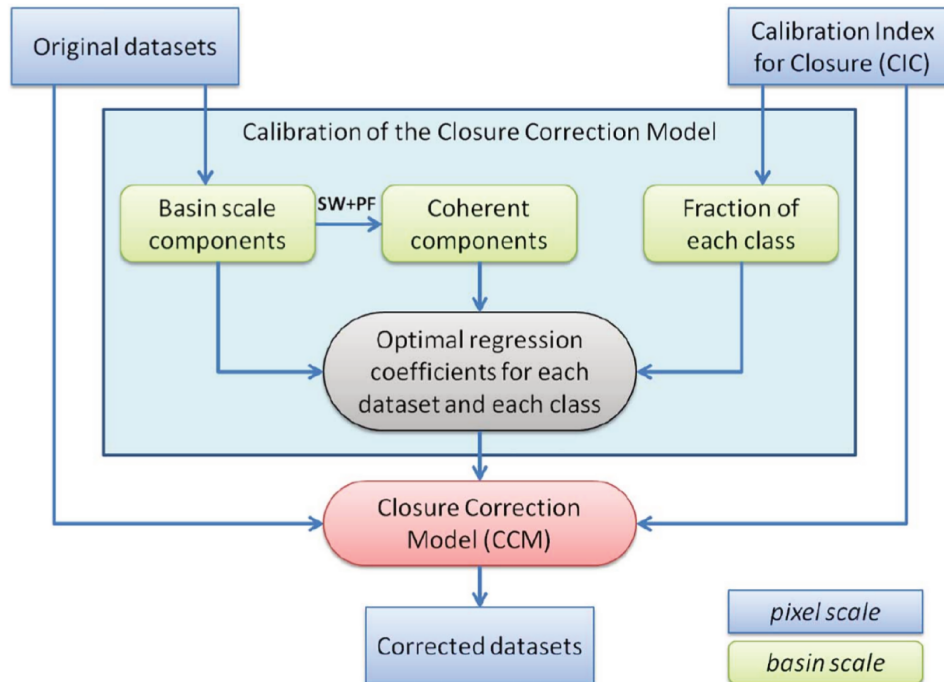 Original datasets
Calibration Index
for Closure (CIC)
Calibration of the Closure Correction Model
Basin scale
components
SW+PF
Coherent
components
Fraction of
each class
Optimal regression
coefficients for each
dataset and each class
Closure Correction
Model (CCM)
Corrected datasets
pixel scale
basin scale